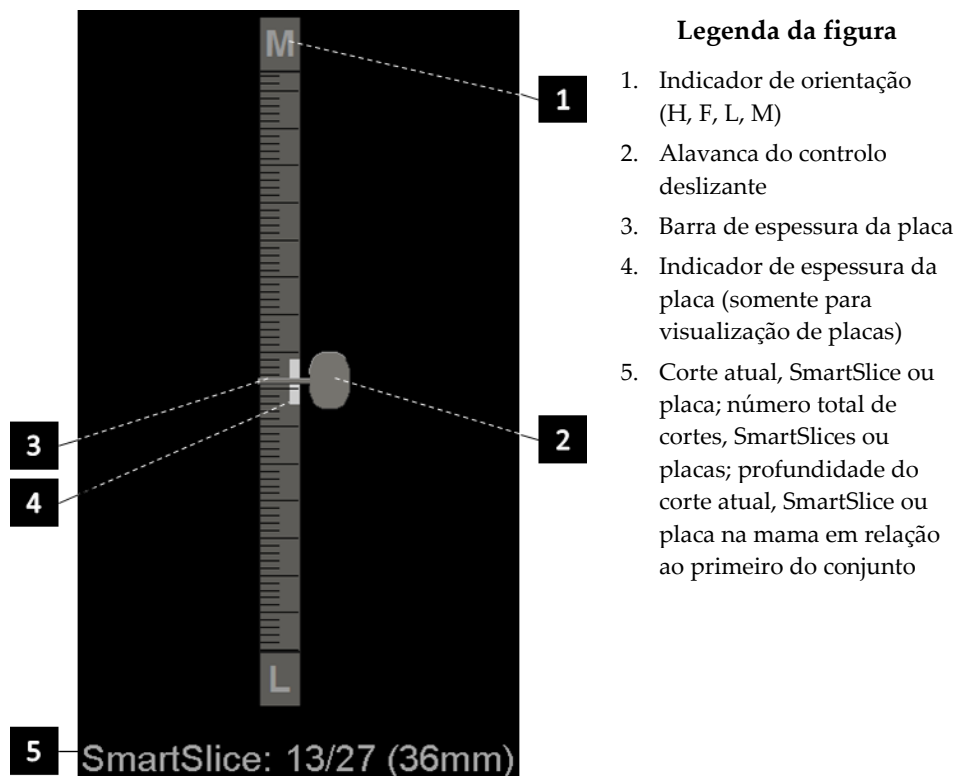 M
1
3
4
2
L
5
SmartSlice: 13/27 (36mm)
Legenda da figura
1. Indicador de orientação
(H, F, L, M)
2. Alavanca do controlo
deslizante
3. Barra de espessura da placa
4. Indicador de espessura da
placa (somente para
visualização de placas)
5. Corte atual, SmartSlice ou
placa; número total de
cortes, SmartSlices ou
placas; profundidade do
corte atual, SmartSlice ou
placa na mama em relação
ao primeiro do conjunto